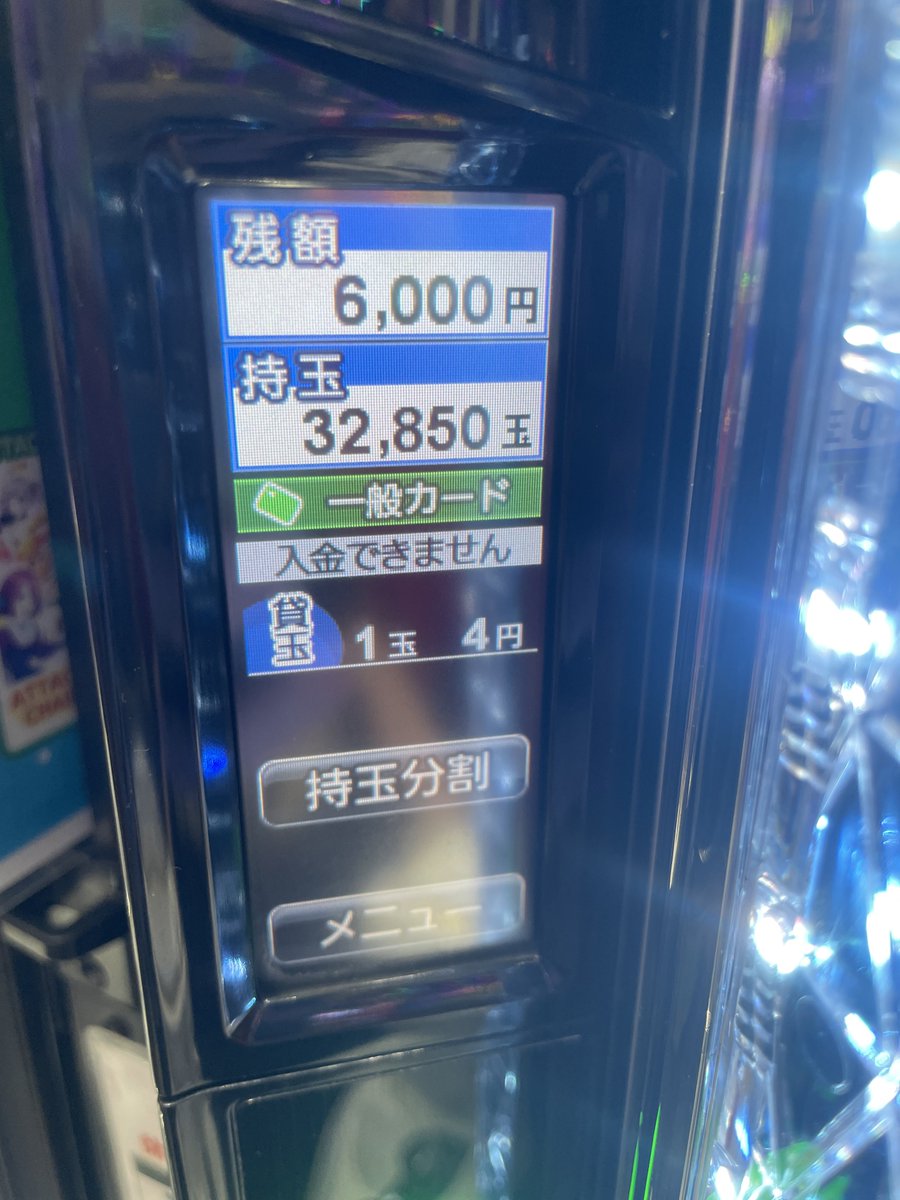 残額
6,000円
持玉
32,850玉
一般カード
入金できません
貸玉 1玉 4円
持玉分割
メニュー